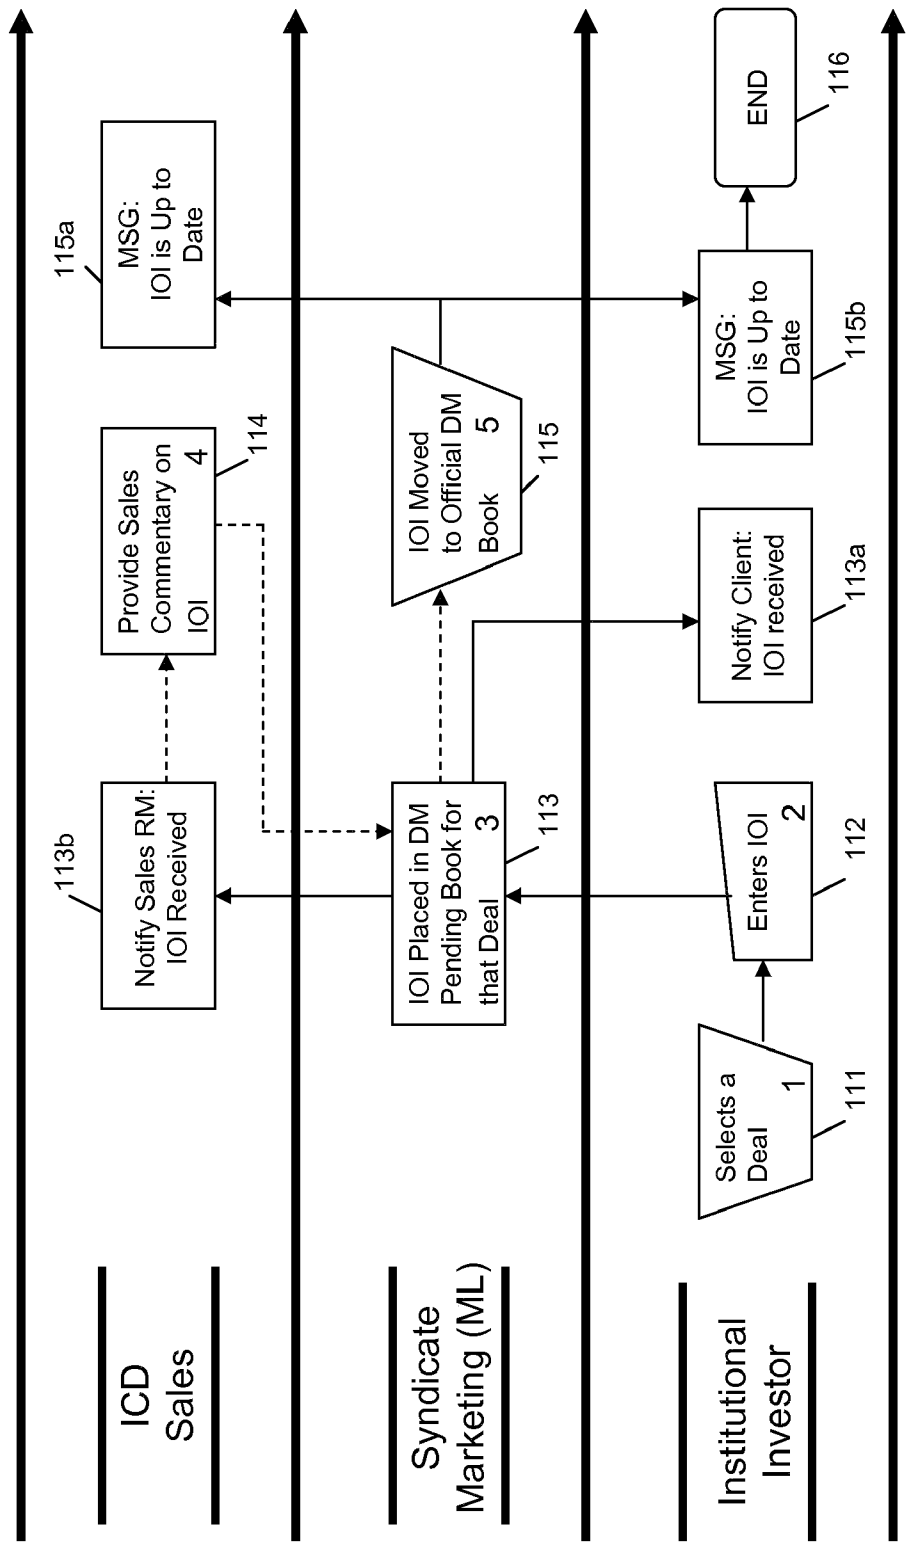 ICD
Sales
113b
Notify Sales RM:
IOI Received
Provide Sales
Commentary on
IOI
4
114
115a
MSG:
IOI is Up to
Date
Syndicate
Marketing (ML)
IOI Placed in DM
Pending Book for
that Deal
3
113
IOI Moved
to Official DM
Book
5
115
Institutional
Investor
Selects a
Deal
1
111
Enters IOI
2
112
Notify Client:
IOI received
113a
MSG:
IOI is Up to
Date
115b
END
116